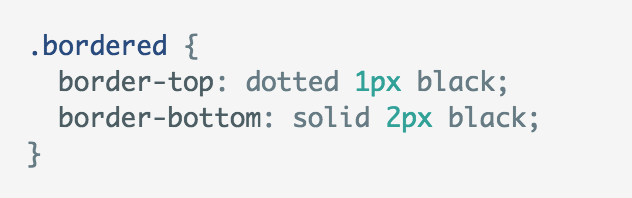 .bordered {
  border-top: dotted 1px black;
  border-bottom: solid 2px black;
}